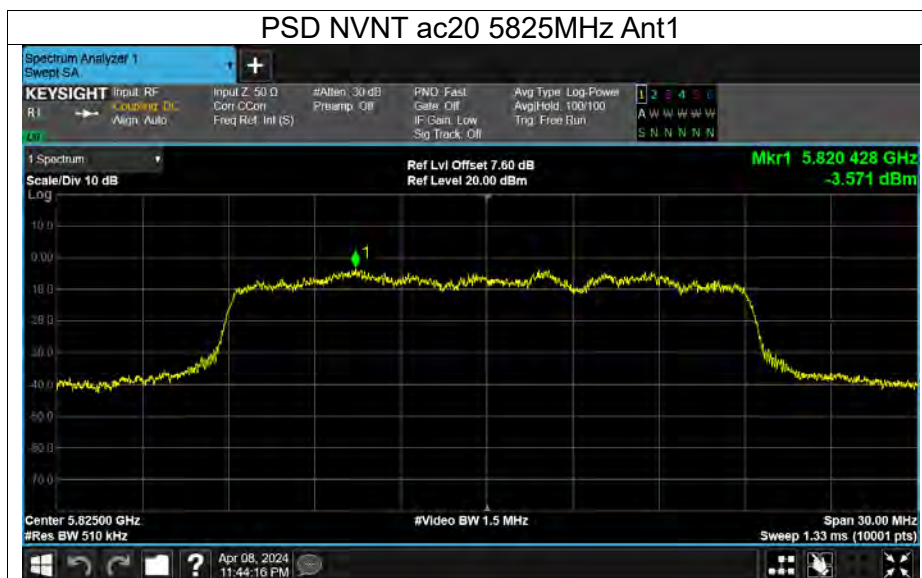 PSD NVNT ac20 5825MHz Ant1
Spectrum Analyzer 1
Swept SA
+
KEYSIGHT Input: RF Input Z: 50 Ω #Atten: 30 dB PNO: Fast Avg Type: Log-Power 1 2 3 4 5 6
R L Coupling: DC Corr CCorr Preamp: Off Gate: Off Avg|Hold: 100/100 A W W W W W
Align: Auto Freq Ref: Int (S) IF Gain: Low Trig: Free Run
Sig Track: Off S N N N N N
1 Spectrum
Ref Lvl Offset 7.60 dB Mkr1 5.820 428 GHz
Scale/Div 10 dB Ref Level 20.00 dBm -3.571 dBm
Log
10.0
0.00
1
-10.0
-20.0
-30.0
-40.0
-50.0
-60.0
-70.0
Center 5.82500 GHz #Video BW 1.5 MHz Span 30.00 MHz
#Res BW 510 kHz Sweep 1.33 ms (10001 pts)
? Apr 08, 2024
11:44:16 PM